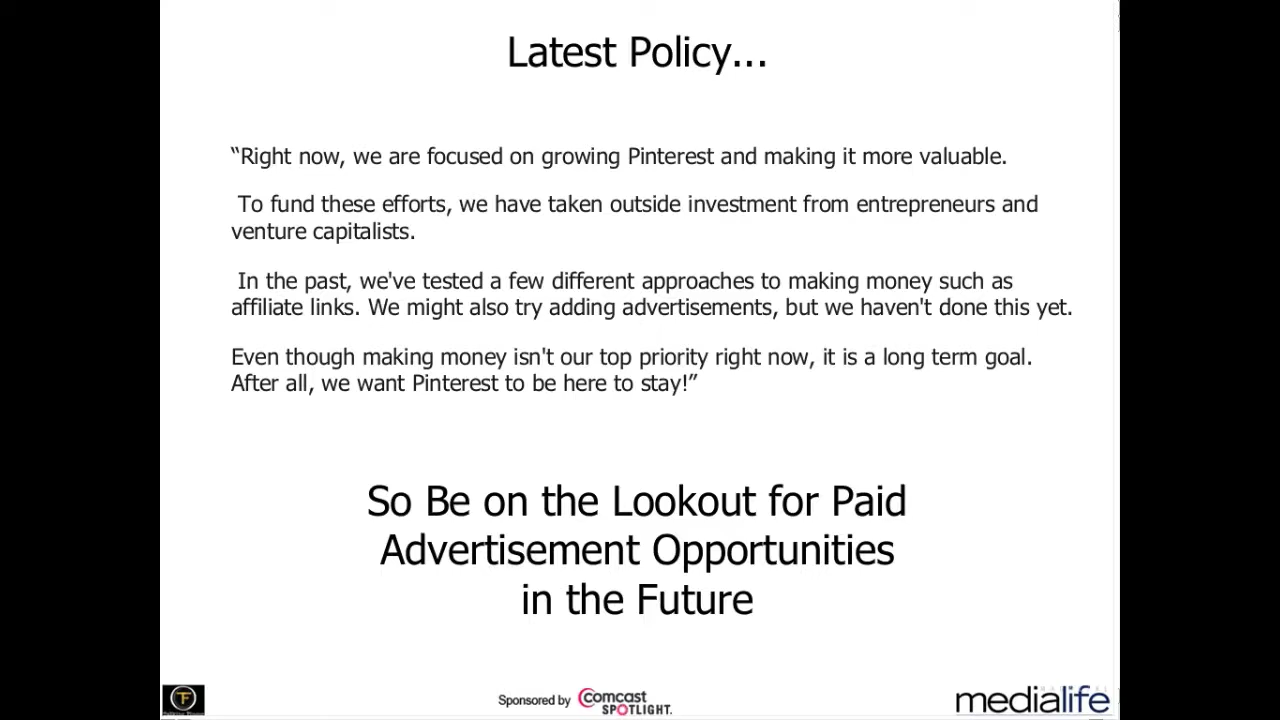 Latest Policy...
“Right now, we are focused on growing Pinterest and making it more valuable.
To fund these efforts, we have taken outside investment from entrepreneurs and
venture capitalists.
In the past, we've tested a few different approaches to making money such as
affiliate links. We might also try adding advertisements, but we haven't done this yet.
Even though making money isn't our top priority right now, it is a long term goal.
After all, we want Pinterest to be here to stay!”
So Be on the Lookout for Paid
Advertisement Opportunities
in the Future
Sponsored by Comcast
SPOTLIGHT.
medialife